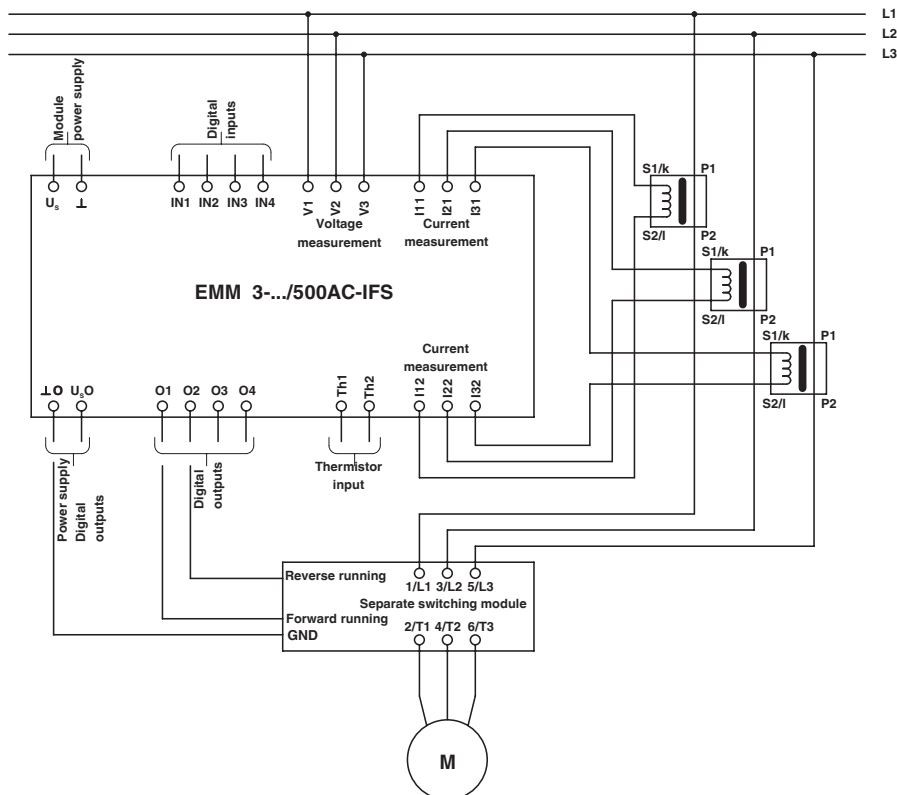 L1
L2
L3
Module
power supply
Digital
inputs
Us
⊥
IN1 IN2 IN3 IN4
V1 V2 V3
Voltage
measurement
I11 I21 I31
Current
measurement
S1/k P1
S2/l P2
S1/k P1
S2/l P2
S1/k P1
S2/l P2
EMM 3-.../500AC-IFS
Current
measurement
⊥O UsO
O1 O2 O3 O4
Th1 Th2
I12 I22 I32
Power supply
Digital
outputs
Digital
outputs
Thermistor
input
Reverse running
1/L1 3/L2 5/L3
Separate switching module
Forward running
GND
2/T1 4/T2 6/T3
M